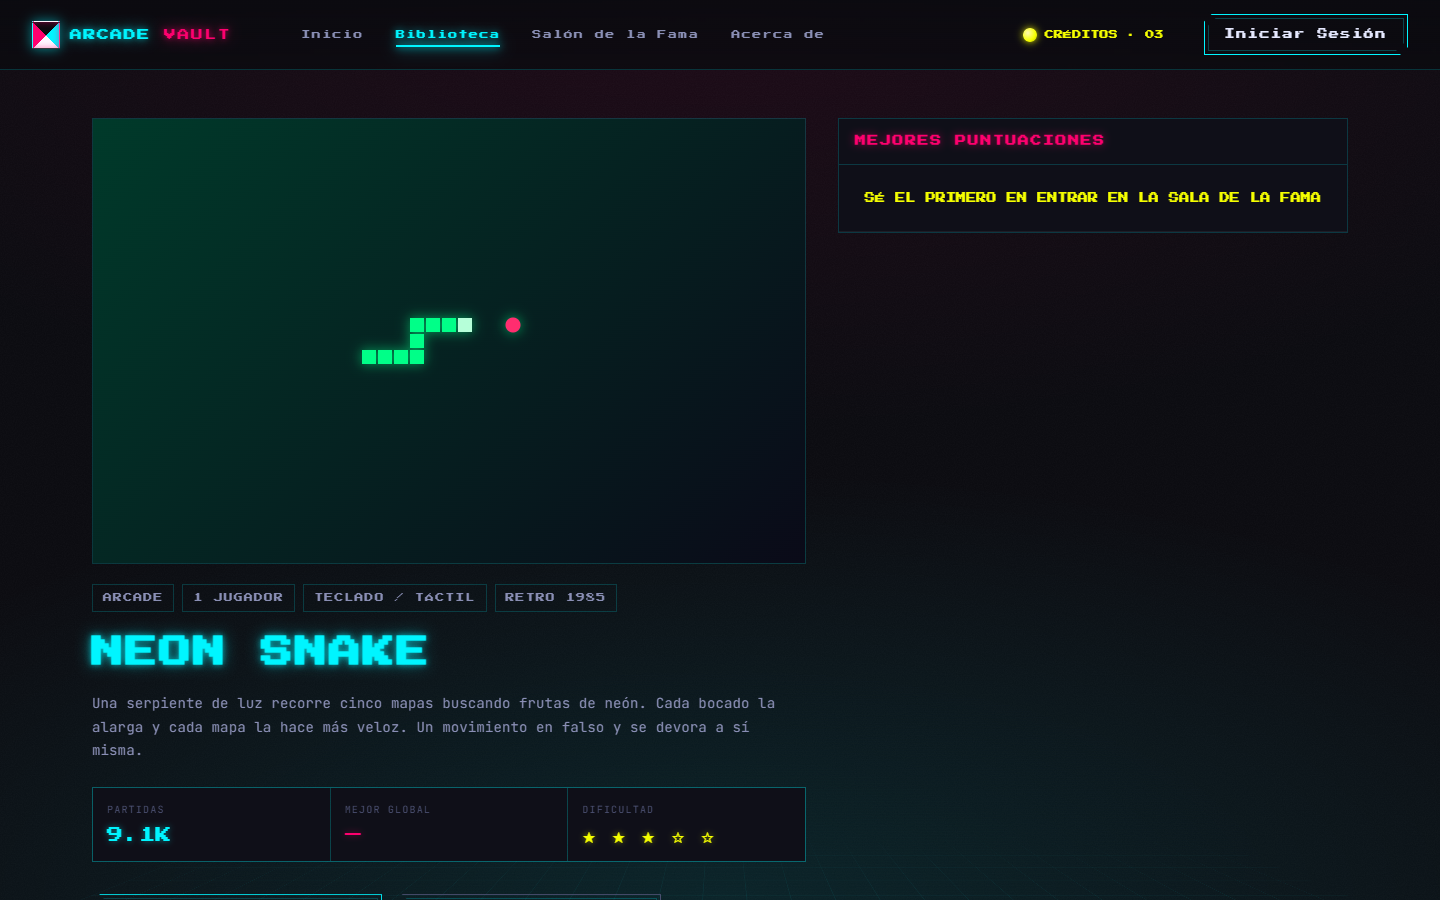 ARCADE VAULT
Inicio
Biblioteca
Salón de la Fama
Acerca de
CRÉDITOS · 03
Iniciar Sesión
MEJORES PUNTUACIONES
SÉ EL PRIMERO EN ENTRAR EN LA SALA DE LA FAMA
ARCADE
1 JUGADOR
TECLADO / TÁCTIL
RETRO 1985
NEON SNAKE
Una serpiente de luz recorre cinco mapas buscando frutas de neón. Cada bocado la
alarga y cada mapa la hace más veloz. Un movimiento en falso y se devora a sí
misma.
PARTIDAS
9.1K
MEJOR GLOBAL
—
DIFICULTAD
★ ★ ★ ☆ ☆